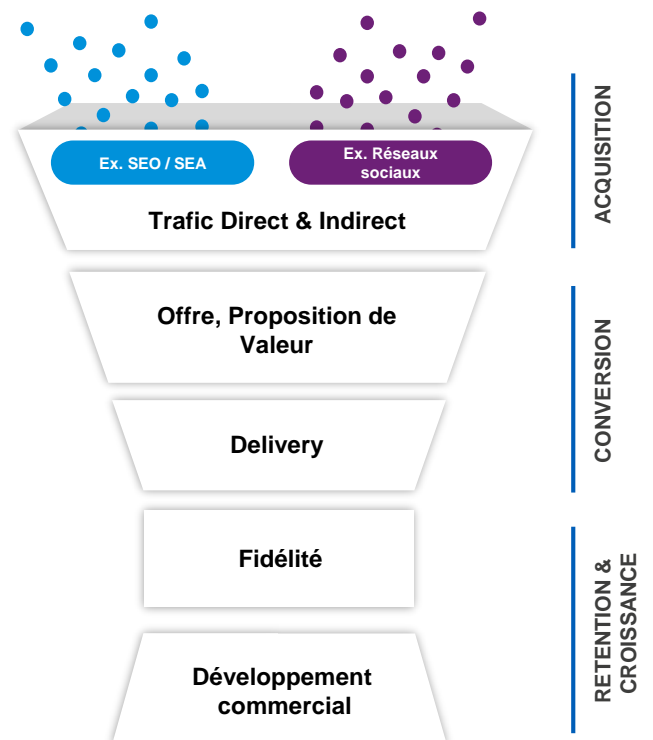 Ex. SEO / SEA
Ex. Réseaux
sociaux
Trafic Direct & Indirect
ACQUISITION
Offre, Proposition de
Valeur
Delivery
CONVERSION
Fidélité
Développement
commercial
RETENTION &
CROISSANCE